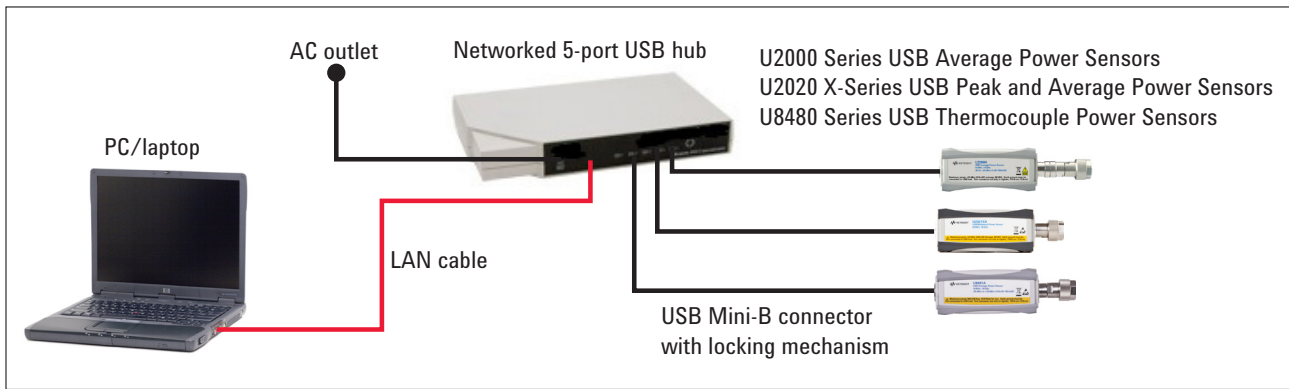 AC outlet
Networked 5-port USB hub
U2000 Series USB Average Power Sensors
U2020 X-Series USB Peak and Average Power Sensors
U8480 Series USB Thermocouple Power Sensors
PC/laptop
LAN cable
USB Mini-B connector
with locking mechanism